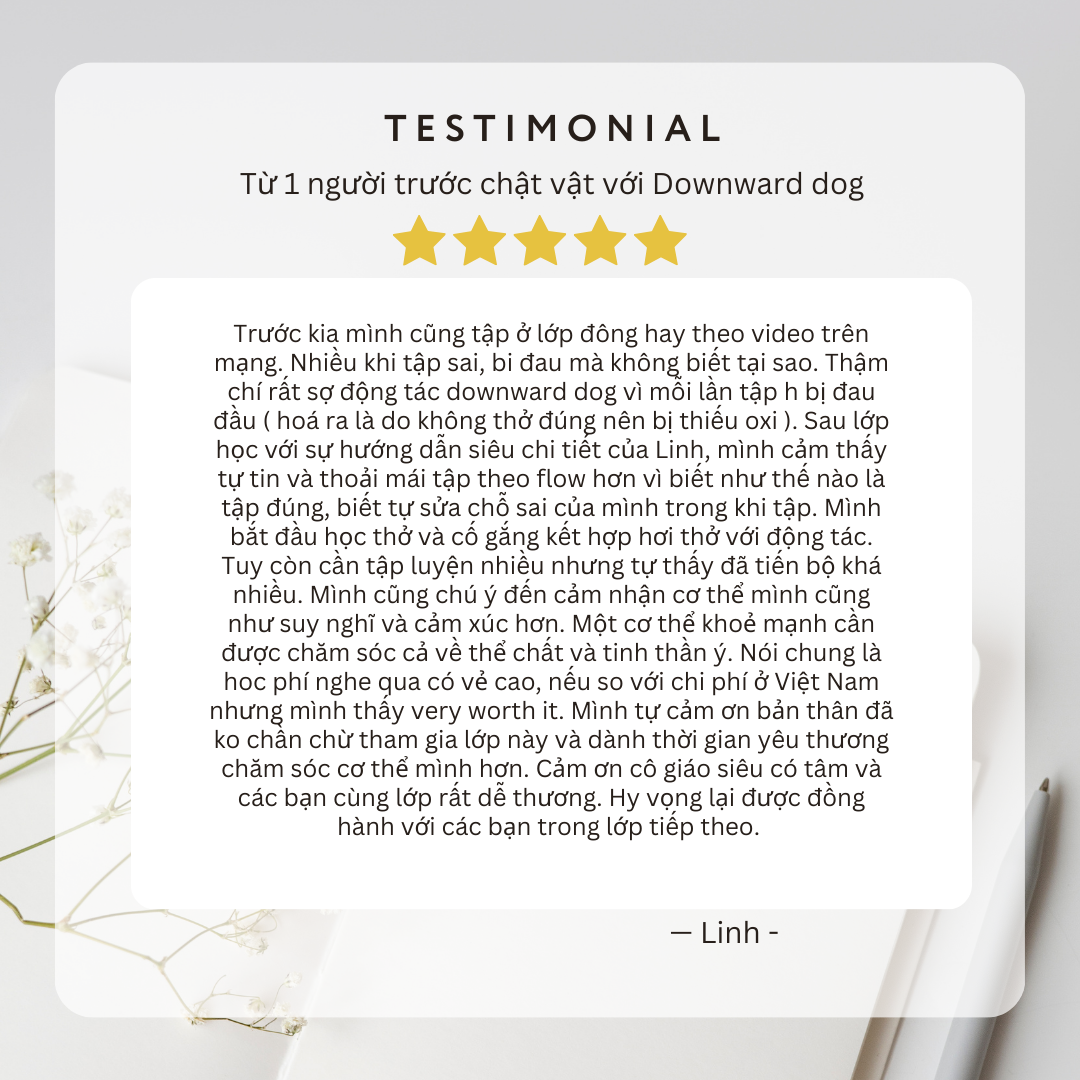 TESTIMONIAL
Từ 1 người trước chật vật với Downward dog
Trước kia mình cũng tập ở lớp đông hay theo video trên
mạng. Nhiều khi tập sai, bi đau mà không biết tại sao. Thậm
chí rất sợ động tác downward dog vì mỗi lần tập h bị đau
đầu ( hoá ra là do không thở đúng nên bị thiếu oxi ). Sau lớp
học với sự hướng dẫn siêu chi tiết của Linh, mình cảm thấy
tự tin và thoải mái tập theo flow hơn vì biết như thế nào là
tập đúng, biết tự sửa chỗ sai của mình trong khi tập. Mình
bắt đầu học thở và cố gắng kết hợp hơi thở với động tác.
Tuy còn cần tập luyện nhiều nhưng tự thấy đã tiến bộ khá
nhiều. Mình cũng chú ý đến cảm nhận cơ thể mình cũng
như suy nghĩ và cảm xúc hơn. Một cơ thể khoẻ mạnh cần
được chăm sóc cả về thể chất và tinh thần ý. Nói chung là
hoc phí nghe qua có vẻ cao, nếu so với chi phí ở Việt Nam
nhưng mình thấy very worth it. Mình tự cảm ơn bản thân đã
ko chần chừ tham gia lớp này và dành thời gian yêu thương
chăm sóc cơ thể mình hơn. Cảm ơn cô giáo siêu có tâm và
các bạn cùng lớp rất dễ thương. Hy vọng lại được đồng
hành với các bạn trong lớp tiếp theo.
— Linh -